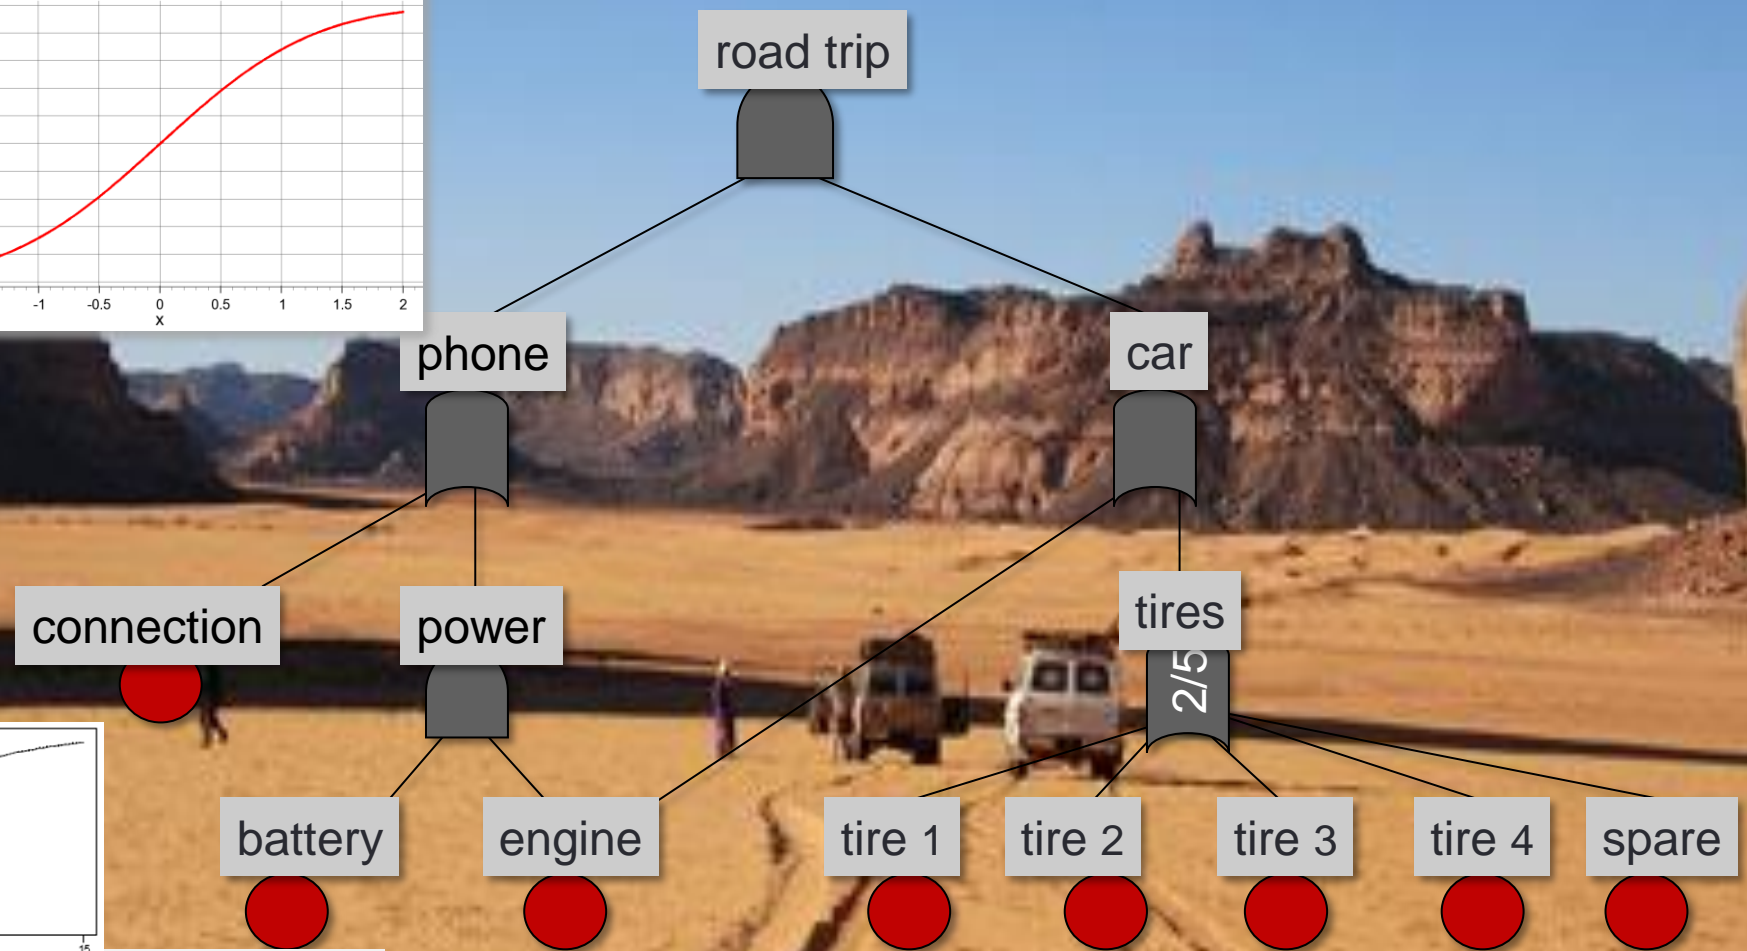 road trip
-1 -0.5 0 0.5 1 1.5 2
x
phone
car
connection
power
tires
2/5
battery
engine
tire 1
tire 2
tire 3
tire 4
spare
15